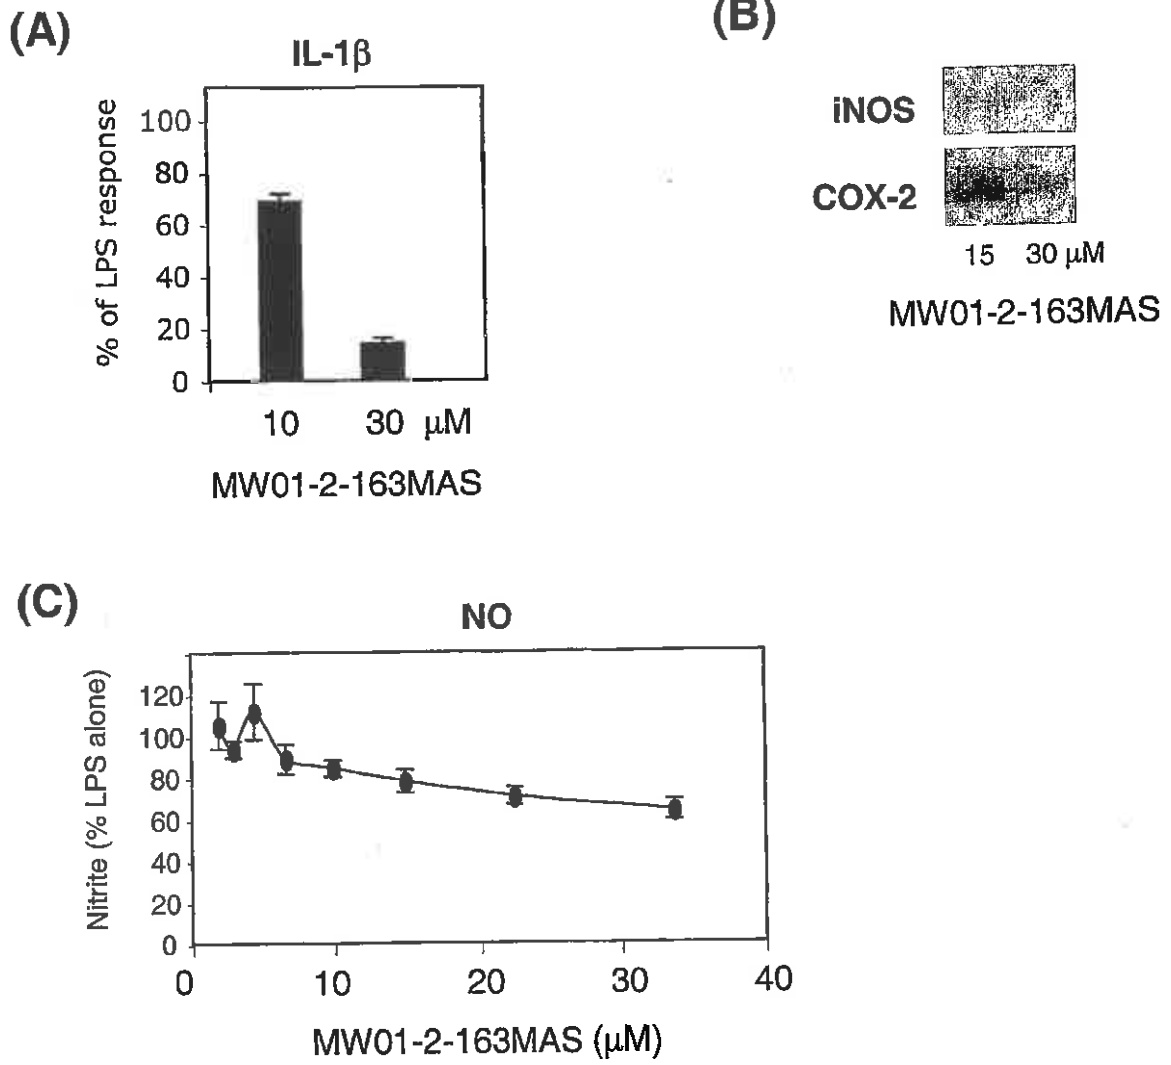 (A)
IL-1β
% of LPS response
100
80
60
40
20
0
10 30 μM
MW01-2-163MAS
(B)
iNOS
COX-2
15 30 μM
MW01-2-163MAS
(C)
NO
Nitrite (% LPS alone)
120
100
80
60
40
20
0
0 10 20 30 40
MW01-2-163MAS (μM)